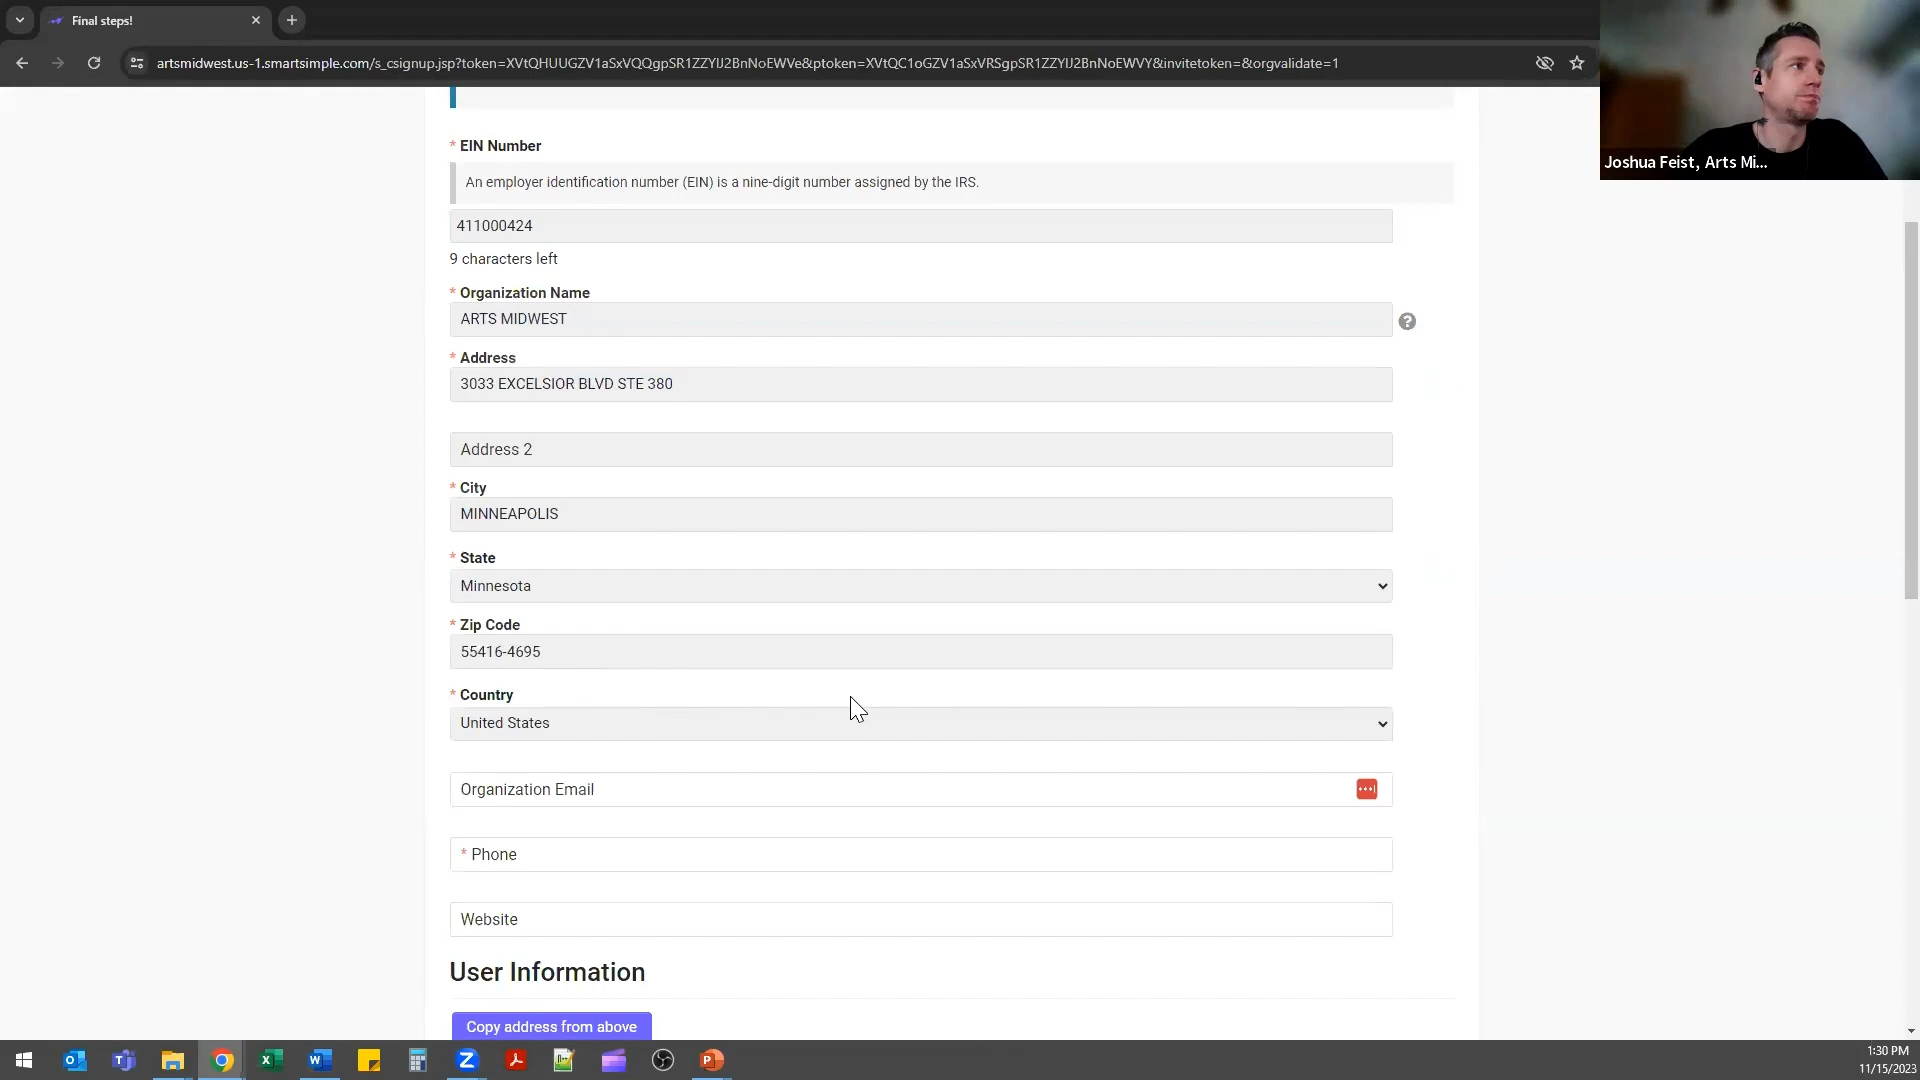 Final steps!
artsmidwest.us-1.smartsimple.com/s_csignup.jsp?token=XVtQHUUGZV1aSxVQQgpSR1ZZYlJ2BnNoEWVe&ptoken=XVtQC1oGZV1aSxVRSgpSR1ZZYlJ2BnNoEWVY&invitetoken=&orgvalidate=1
Joshua Feist, Arts Mi...
* EIN Number
An employer identification number (EIN) is a nine-digit number assigned by the IRS.
411000424
9 characters left
* Organization Name
ARTS MIDWEST
* Address
3033 EXCELSIOR BLVD STE 380
Address 2
* City
MINNEAPOLIS
* State
Minnesota
* Zip Code
55416-4695
* Country
United States
Organization Email
* Phone
Website
User Information
Copy address from above
1:30 PM
11/15/2023